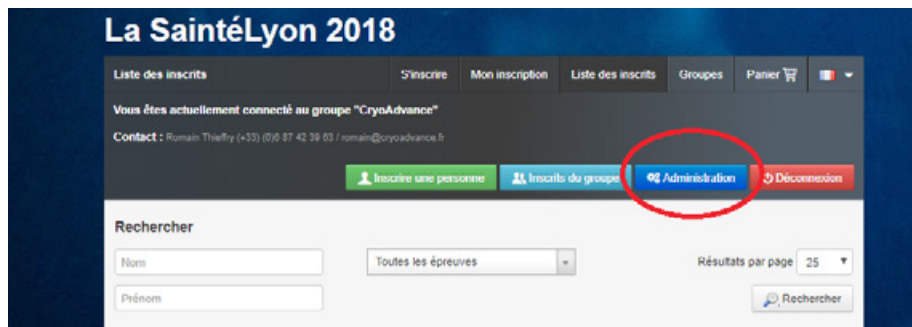 La SaintéLyon 2018
Liste des inscrits S'inscrire Mon inscription Liste des inscrits Groupes Panier
Vous êtes actuellement connecté au groupe "CryoAdvance"
Contact : Romain Thieffry (+33) (0)6 87 42 39 63 / romain@cryoadvance.fr
Inscrire une personne Inscrits du groupe Administration Déconnexion
Rechercher
Nom Toutes les épreuves Résultats par page 25
Prénom Rechercher